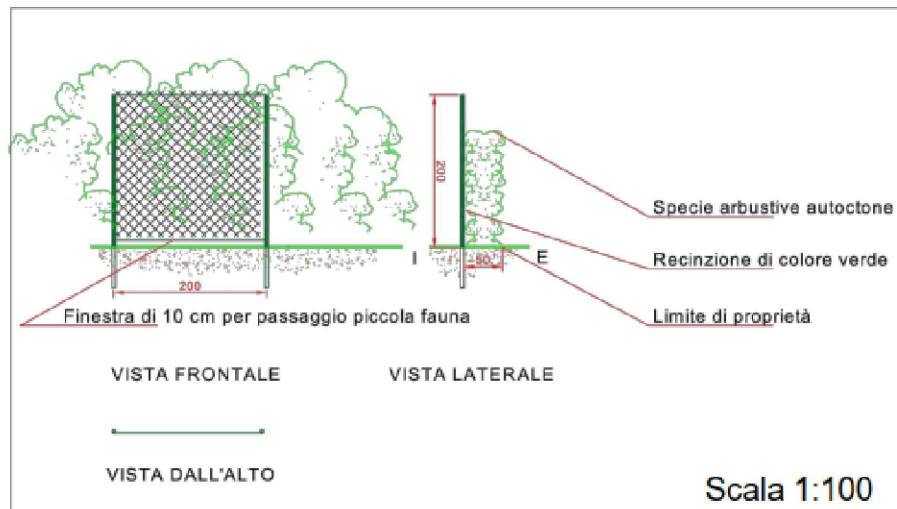 200
Specie arbustive autoctone
I
50
E
Recinzione di colore verde
200
Finestra di 10 cm per passaggio piccola fauna
Limite di proprietà
VISTA FRONTALE
VISTA LATERALE
VISTA DALL'ALTO
Scala 1:100